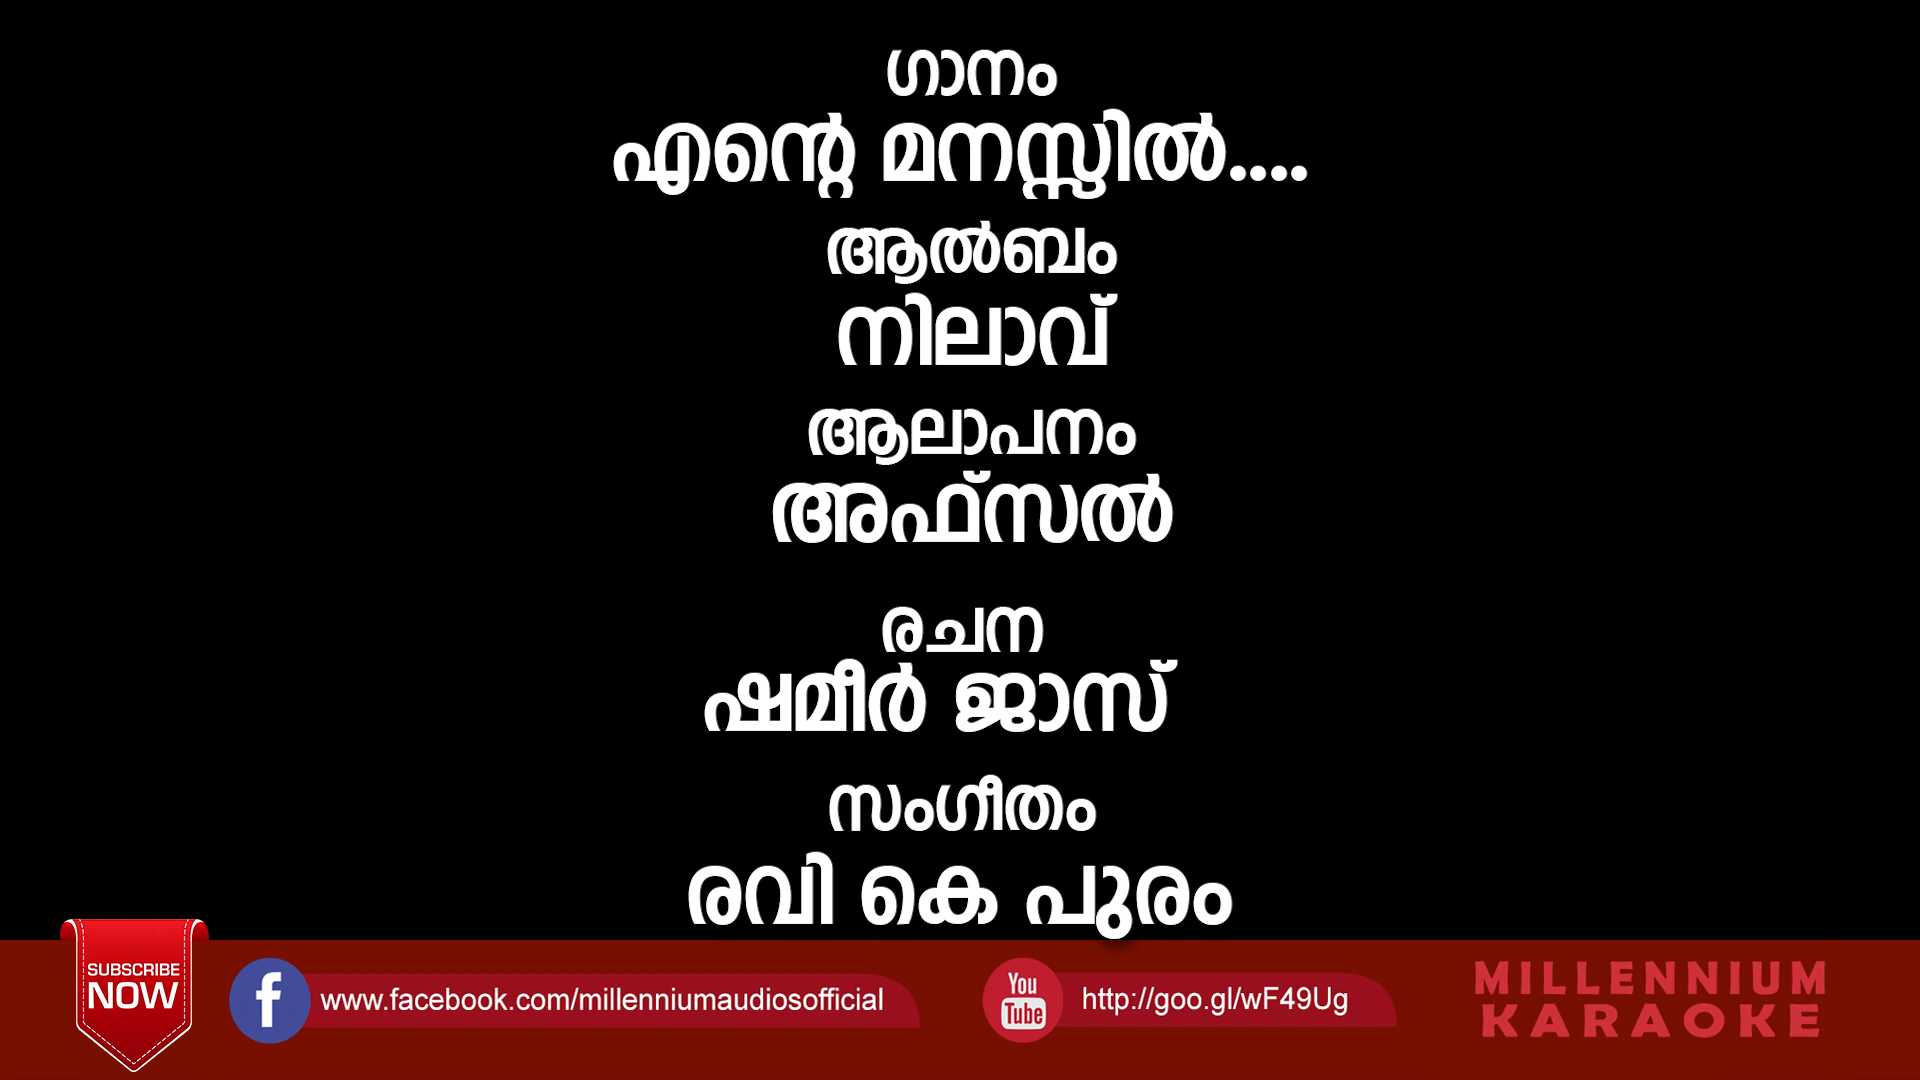 ഗാനം
എന്റെ മനസ്സിൽ....
ആൽബം
നിലാവ്
ആലാപനം
അഫ്സൽ
രചന
ഷമീർ ജാസ്
സംഗീതം
രവി കെ പുരം
SUBSCRIBE
NOW
f www.facebook.com/millenniumaudiosofficial
You
Tube
http://goo.gl/wF49Ug
MILLENNIUM
KARAOKE